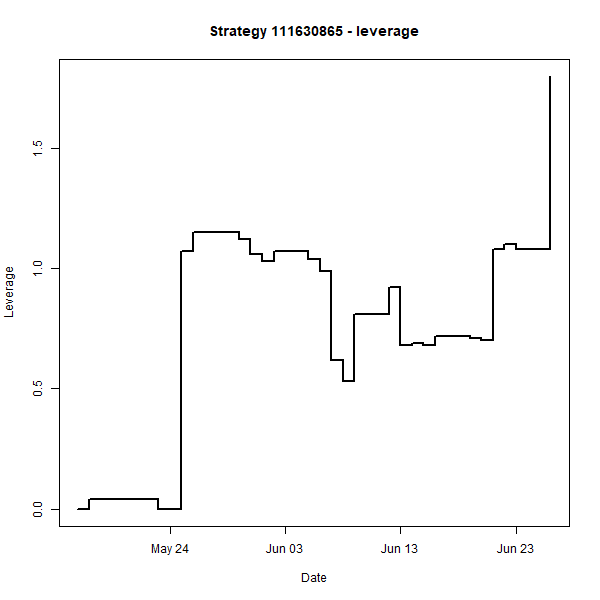 Strategy 111630865 - leverage
Leverage
1.5
1.0
0.5
0.0
May 24
Jun 03
Jun 13
Jun 23
Date